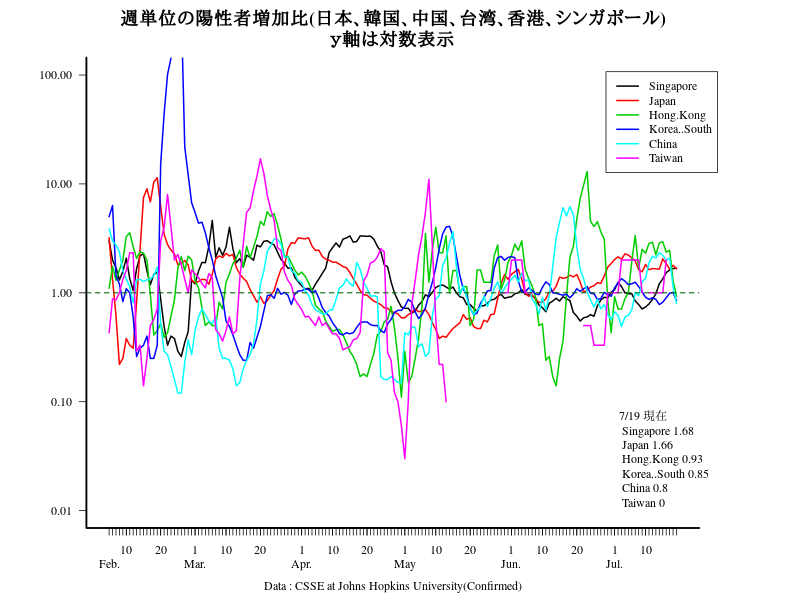 週単位の陽性者増加比(日本、韓国、中国、台湾、香港、シンガポール)
y軸は対数表示
100.00
10.00
1.00
0.10
0.01
Singapore
Japan
Hong.Kong
Korea..South
China
Taiwan
7/19 現在
Singapore 1.68
Japan 1.66
Hong.Kong 0.93
Korea..South 0.85
China 0.8
Taiwan 0
10 20 1 10 20 1 10 20 1 10 20 1 10 20 1 10
Feb. Mar. Apr. May Jun. Jul.
Data : CSSE at Johns Hopkins University(Confirmed)